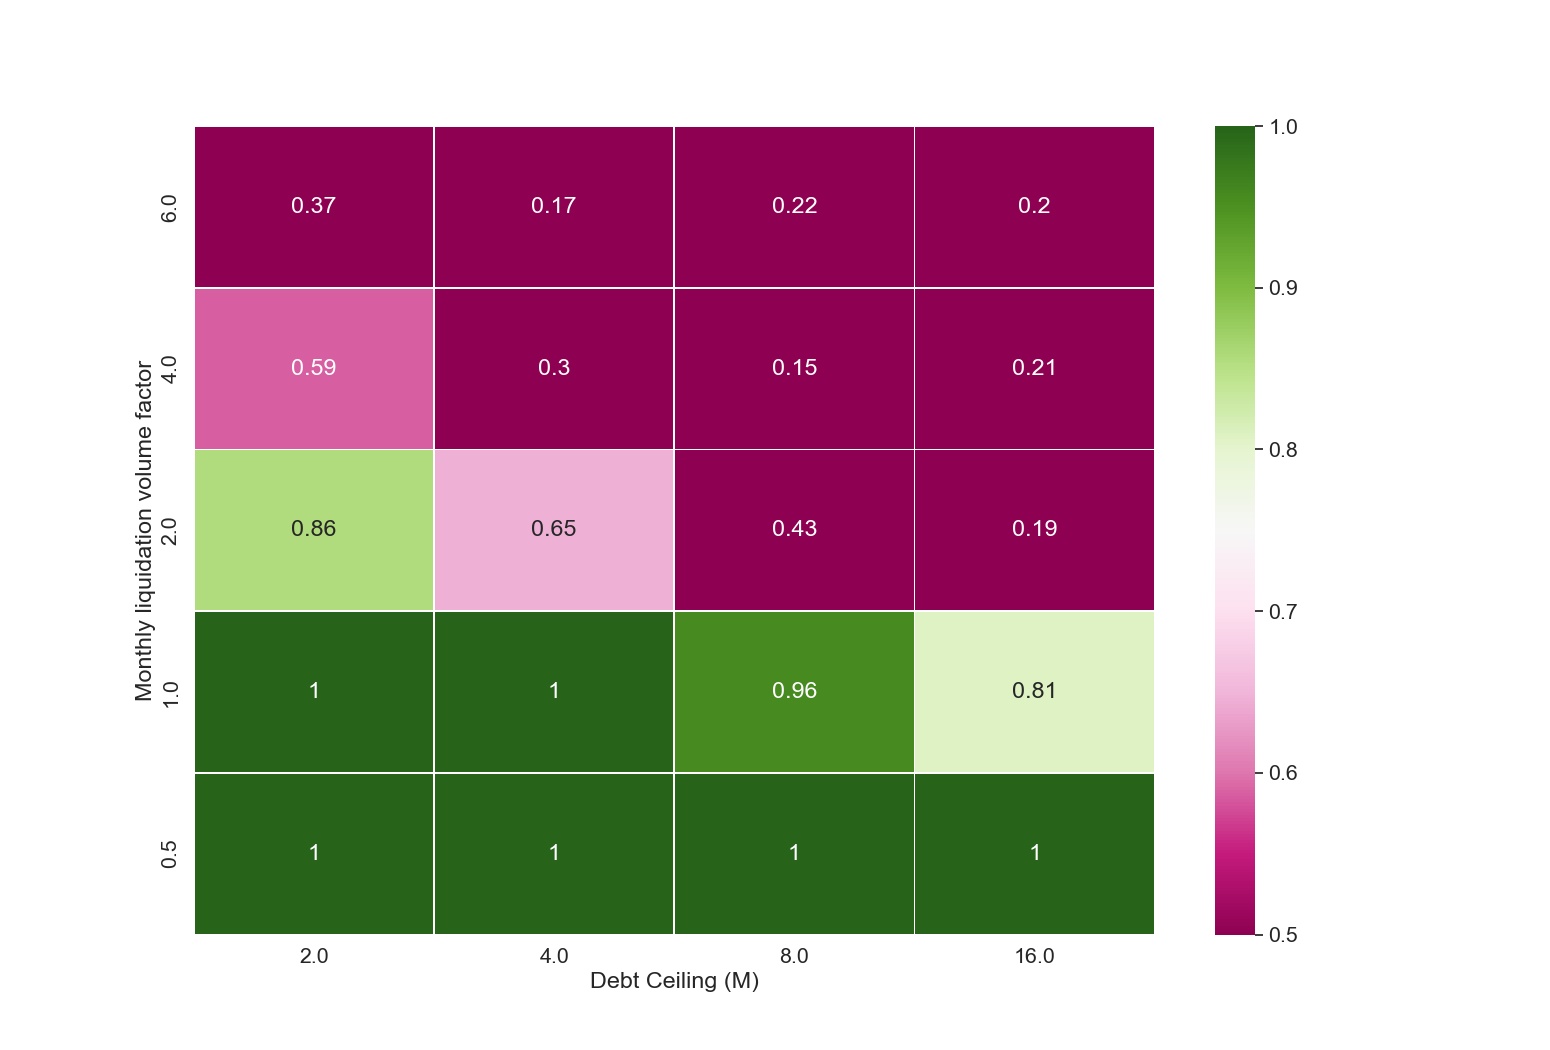 6.0 0.37 0.17 0.22 0.2
4.0 0.59 0.3 0.15 0.21
2.0 0.86 0.65 0.43 0.19
1.0 1 1 0.96 0.81
0.5 1 1 1 1
Monthly liquidation volume factor
2.0 4.0 8.0 16.0
Debt Ceiling (M)
1.0
0.9
0.8
0.7
0.6
0.5